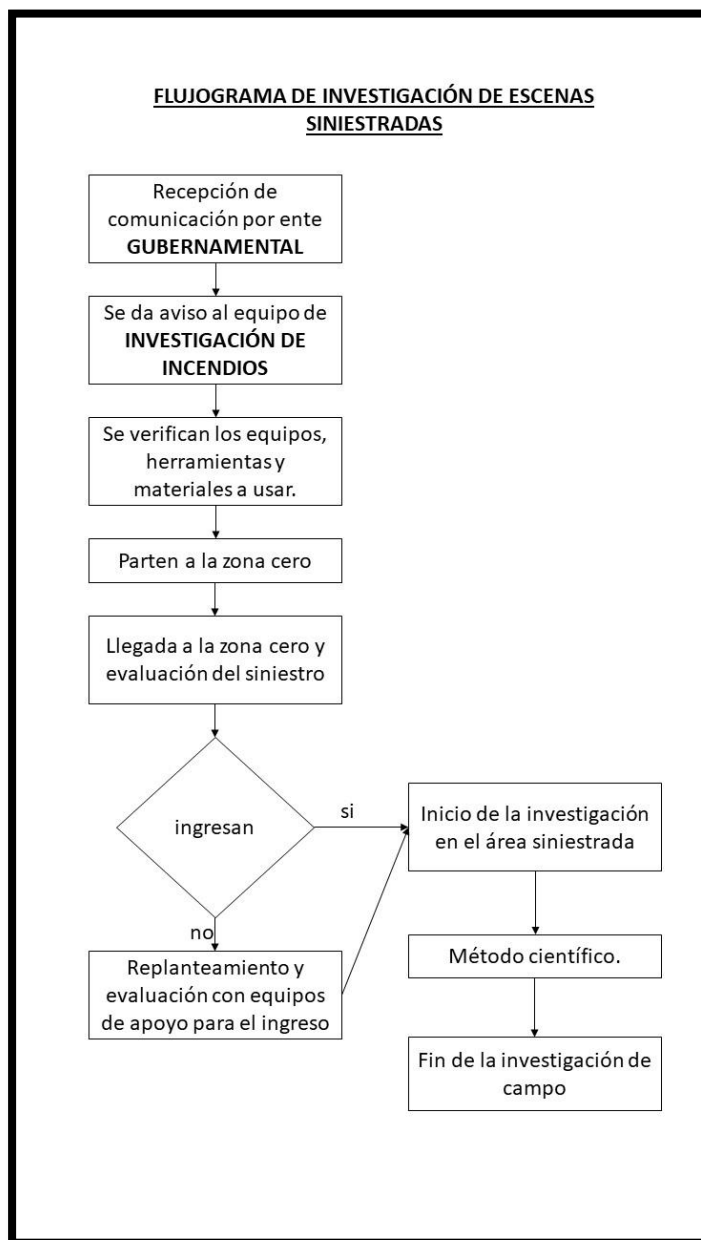 FLUJOGRAMA DE INVESTIGACIÓN DE ESCENAS
SINIESTRADAS
Recepción de
comunicación por ente
GUBERNAMENTAL
Se da aviso al equipo de
INVESTIGACIÓN DE
INCENDIOS
Se verifican los equipos,
herramientas y
materiales a usar.
Parten a la zona cero
Llegada a la zona cero y
evaluación del siniestro
ingresan
si
no
Replanteamiento y
evaluación con equipos
de apoyo para el ingreso
Inicio de la investigación
en el área siniestrada
Método científico.
Fin de la investigación de
campo